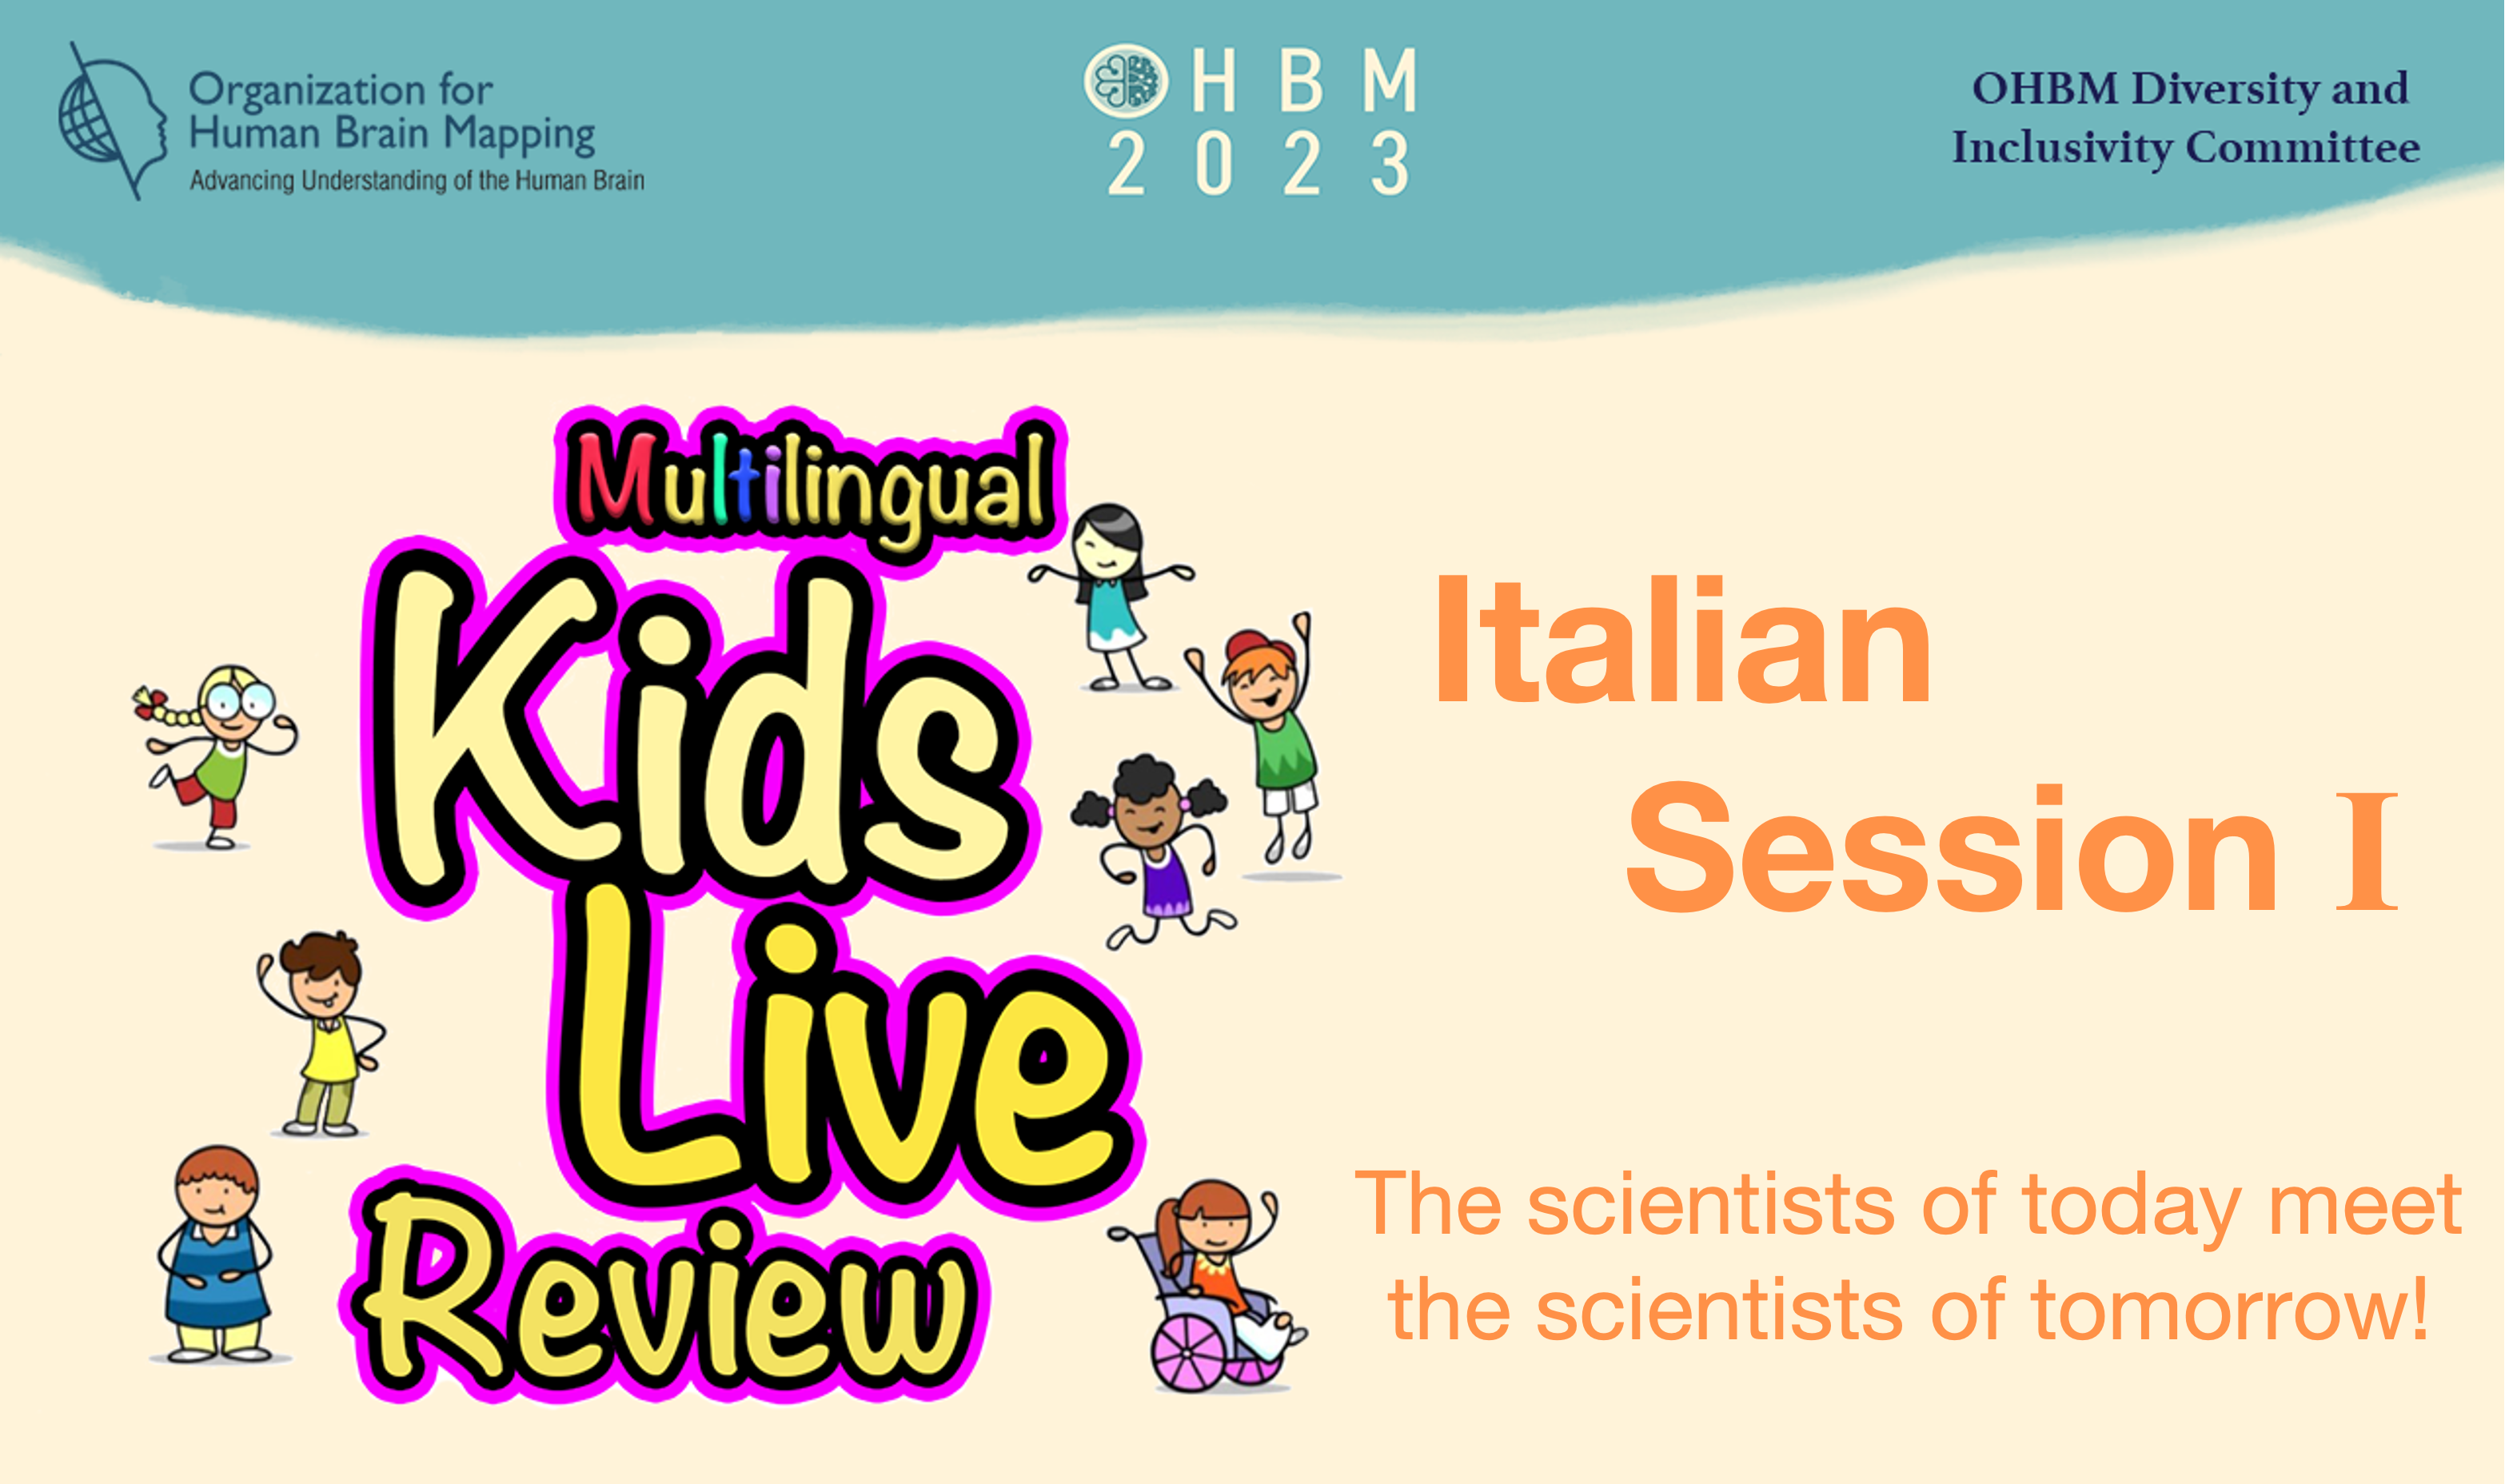 Organization for
Human Brain Mapping
Advancing Understanding of the Human Brain
OHBM
2023
OHBM Diversity and
Inclusivity Committee
Multilingual
Kids
Live
Review
Italian
Session I
The scientists of today meet
the scientists of tomorrow!